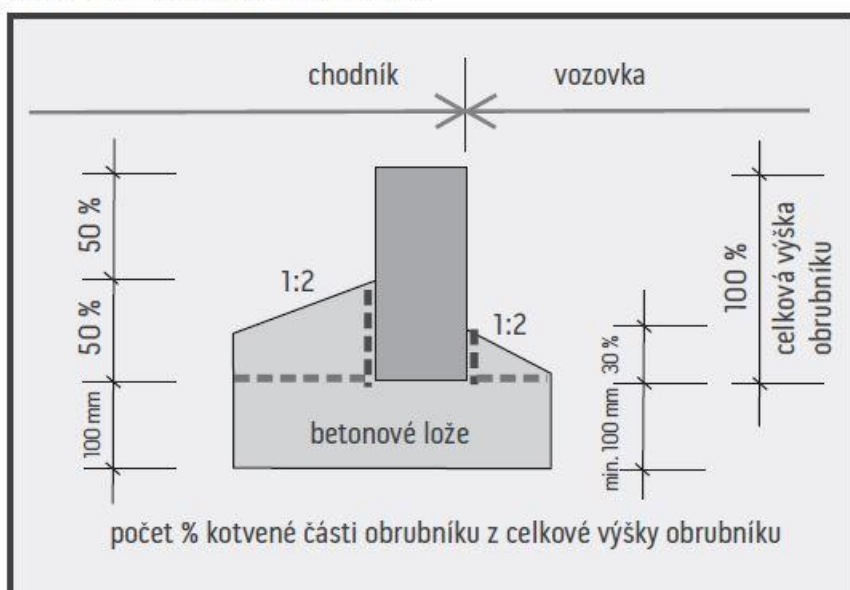 chodník
vozovka
50 %
50 %
100 mm
1:2
1:2
betonové lože
30 %
min. 100 mm
100 %
celková výška
obrubníku
počet % kotvené části obrubníku z celkové výšky obrubníku